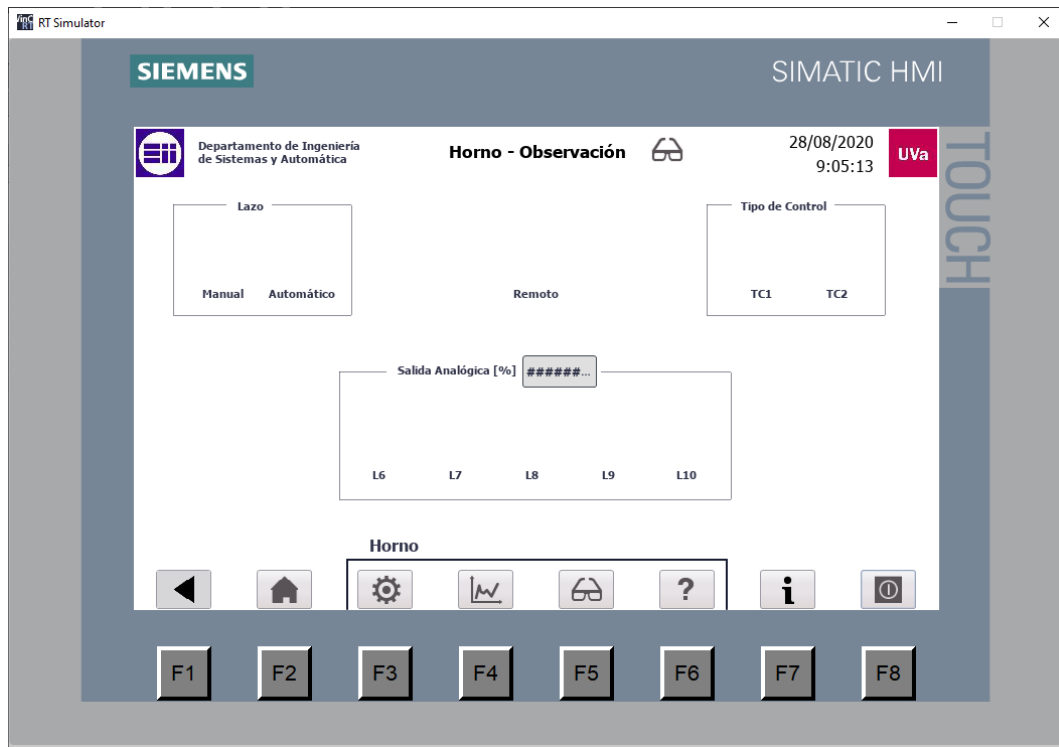 WinC
RT
RT Simulator
SIEMENS
SIMATIC HMI
TOUCH
Departamento de Ingeniería
de Sistemas y Automática
Horno - Observación
28/08/2020
9:05:13
UVa
Lazo
Tipo de Control
Manual
Automático
Remoto
TC1
TC2
Salida Analógica [%]
######...
L6
L7
L8
L9
L10
Horno
?
i
F1
F2
F3
F4
F5
F6
F7
F8